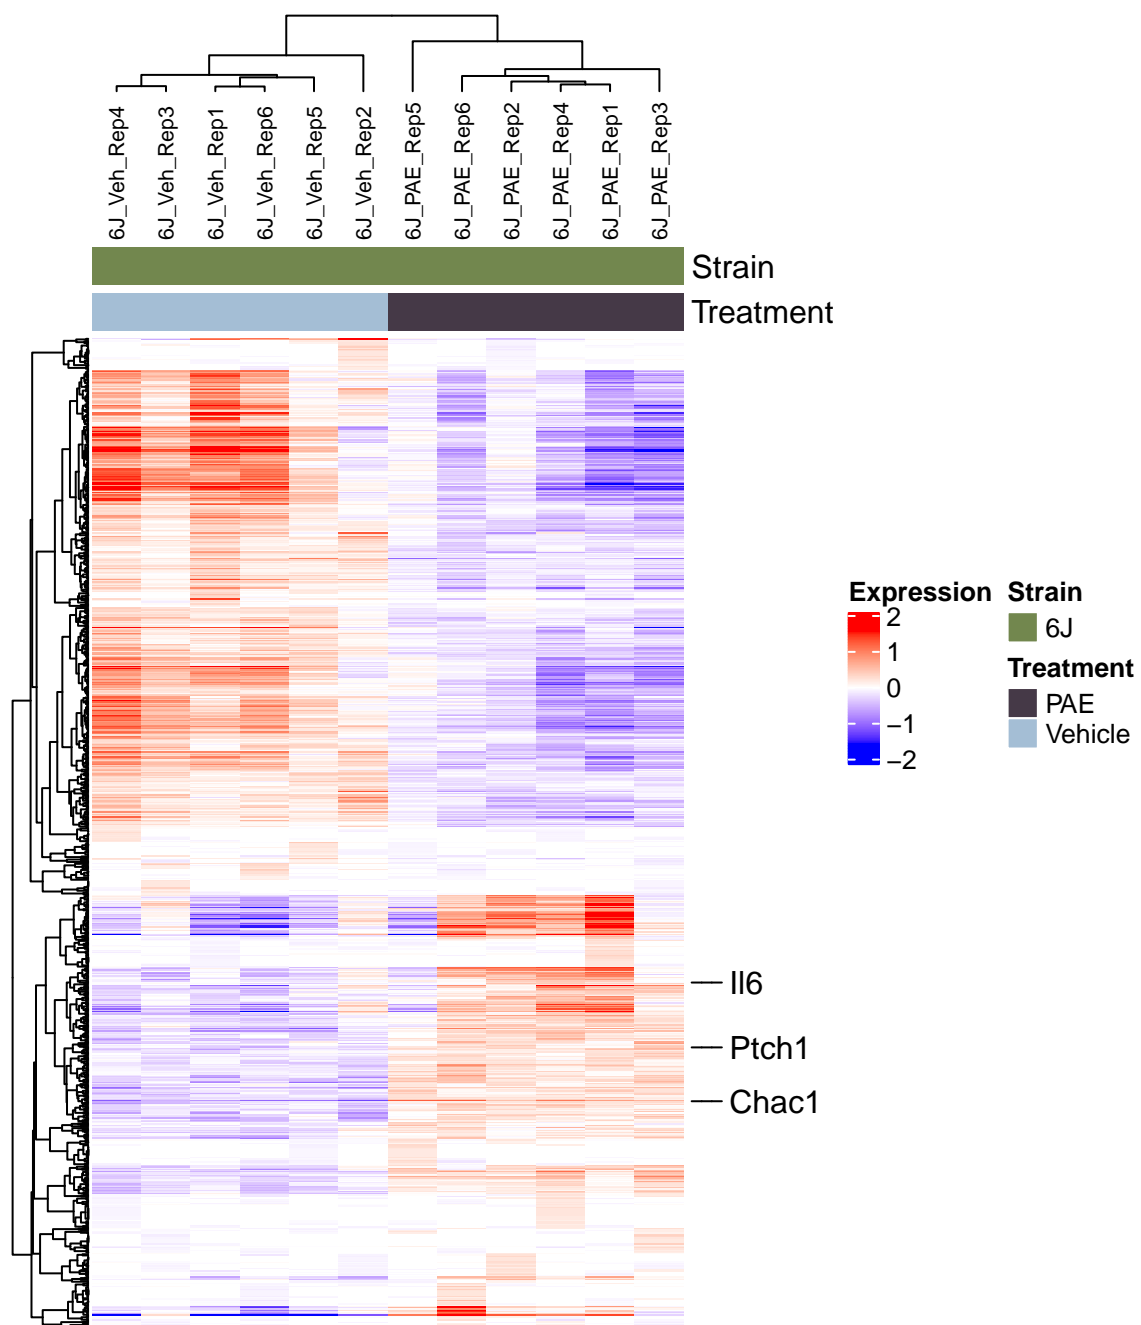 6J_Veh_Rep4
6J_Veh_Rep3
6J_Veh_Rep1
6J_Veh_Rep6
6J_Veh_Rep5
6J_Veh_Rep2
6J_PAE_Rep5
6J_PAE_Rep6
6J_PAE_Rep2
6J_PAE_Rep4
6J_PAE_Rep1
6J_PAE_Rep3
Strain
Treatment
Expression
2
1
0
−1
−2
Strain
6J
Treatment
PAE
Vehicle
Il6
Ptch1
Chac1